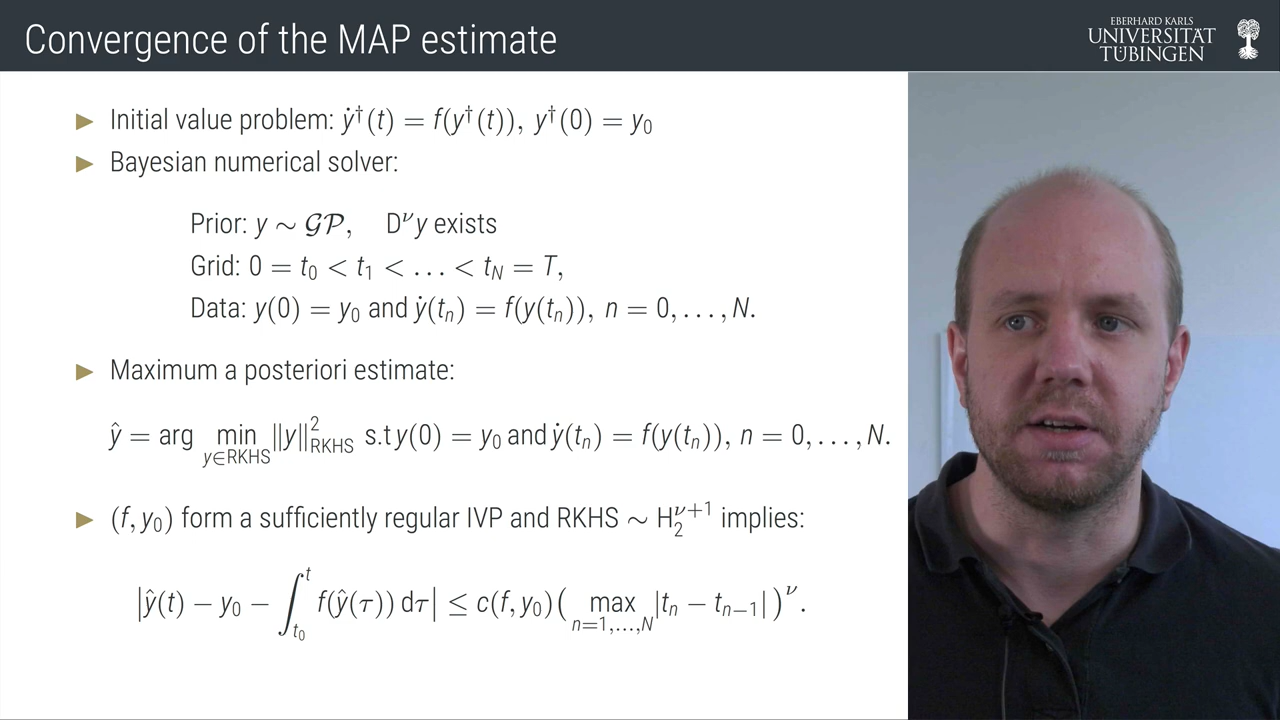 Convergence of the MAP estimate
EBERHARD KARLS
UNIVERSITÄT
TÜBINGEN
▶ Initial value problem: ẏ†(t) = f(y†(t)), y†(0) = y₀
▶ Bayesian numerical solver:
Prior: y ∼ 𝒢𝒫, Dᵛy exists
Grid: 0 = t₀ < t₁ < … < t_N = T,
Data: y(0) = y₀ and ẏ(tₙ) = f(y(tₙ)), n = 0, …, N.
▶ Maximum a posteriori estimate:
ŷ = arg min_{y∈RKHS} ‖y‖²_RKHS s.t y(0) = y₀ and ẏ(tₙ) = f(y(tₙ)), n = 0, …, N.
▶ (f, y₀) form a sufficiently regular IVP and RKHS ∼ H₂^{ν+1} implies:
|ŷ(t) − y₀ − ∫_{t₀}^{t} f(ŷ(τ)) dτ| ≤ c(f, y₀)( max_{n=1,…,N} |tₙ − tₙ₋₁| )^ν.